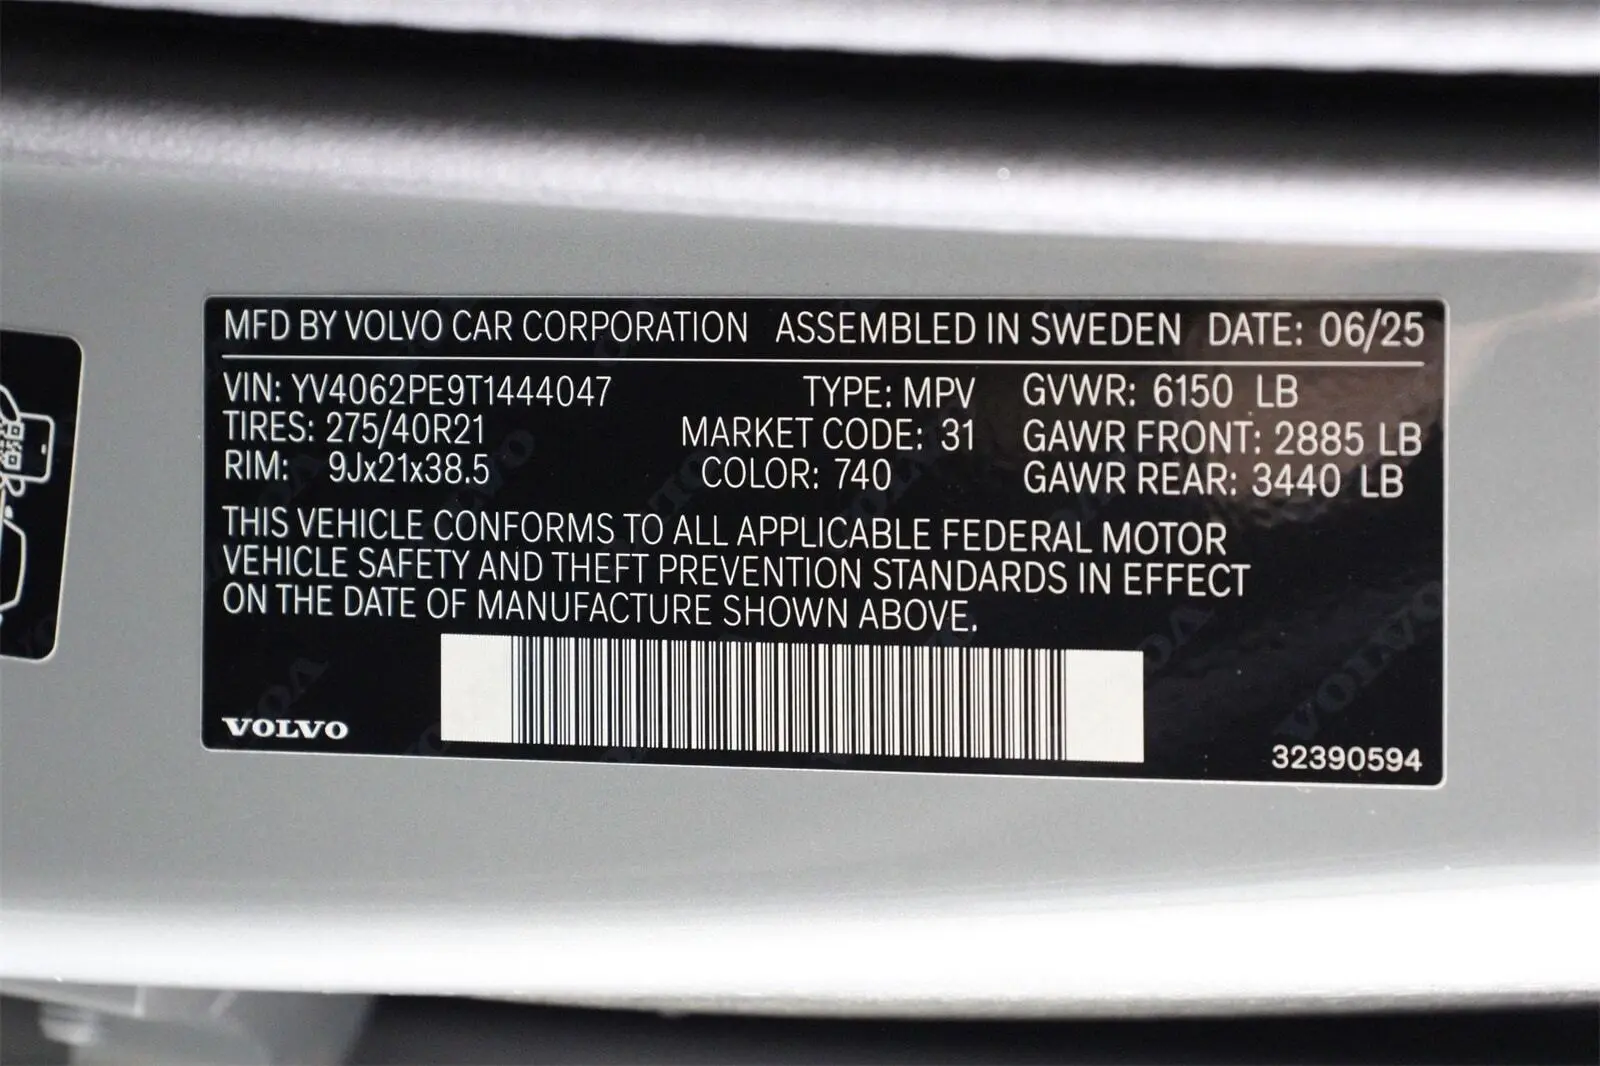 MFD BY VOLVO CAR CORPORATION ASSEMBLED IN SWEDEN DATE: 06/25
VIN: YV4062PE9T1444047 TYPE: MPV GVWR: 6150 LB
TIRES: 275/40R21 MARKET CODE: 31 GAWR FRONT: 2885 LB
RIM: 9Jx21x38.5 COLOR: 740 GAWR REAR: 3440 LB
THIS VEHICLE CONFORMS TO ALL APPLICABLE FEDERAL MOTOR
VEHICLE SAFETY AND THEFT PREVENTION STANDARDS IN EFFECT
ON THE DATE OF MANUFACTURE SHOWN ABOVE.
VOLVO
32390594